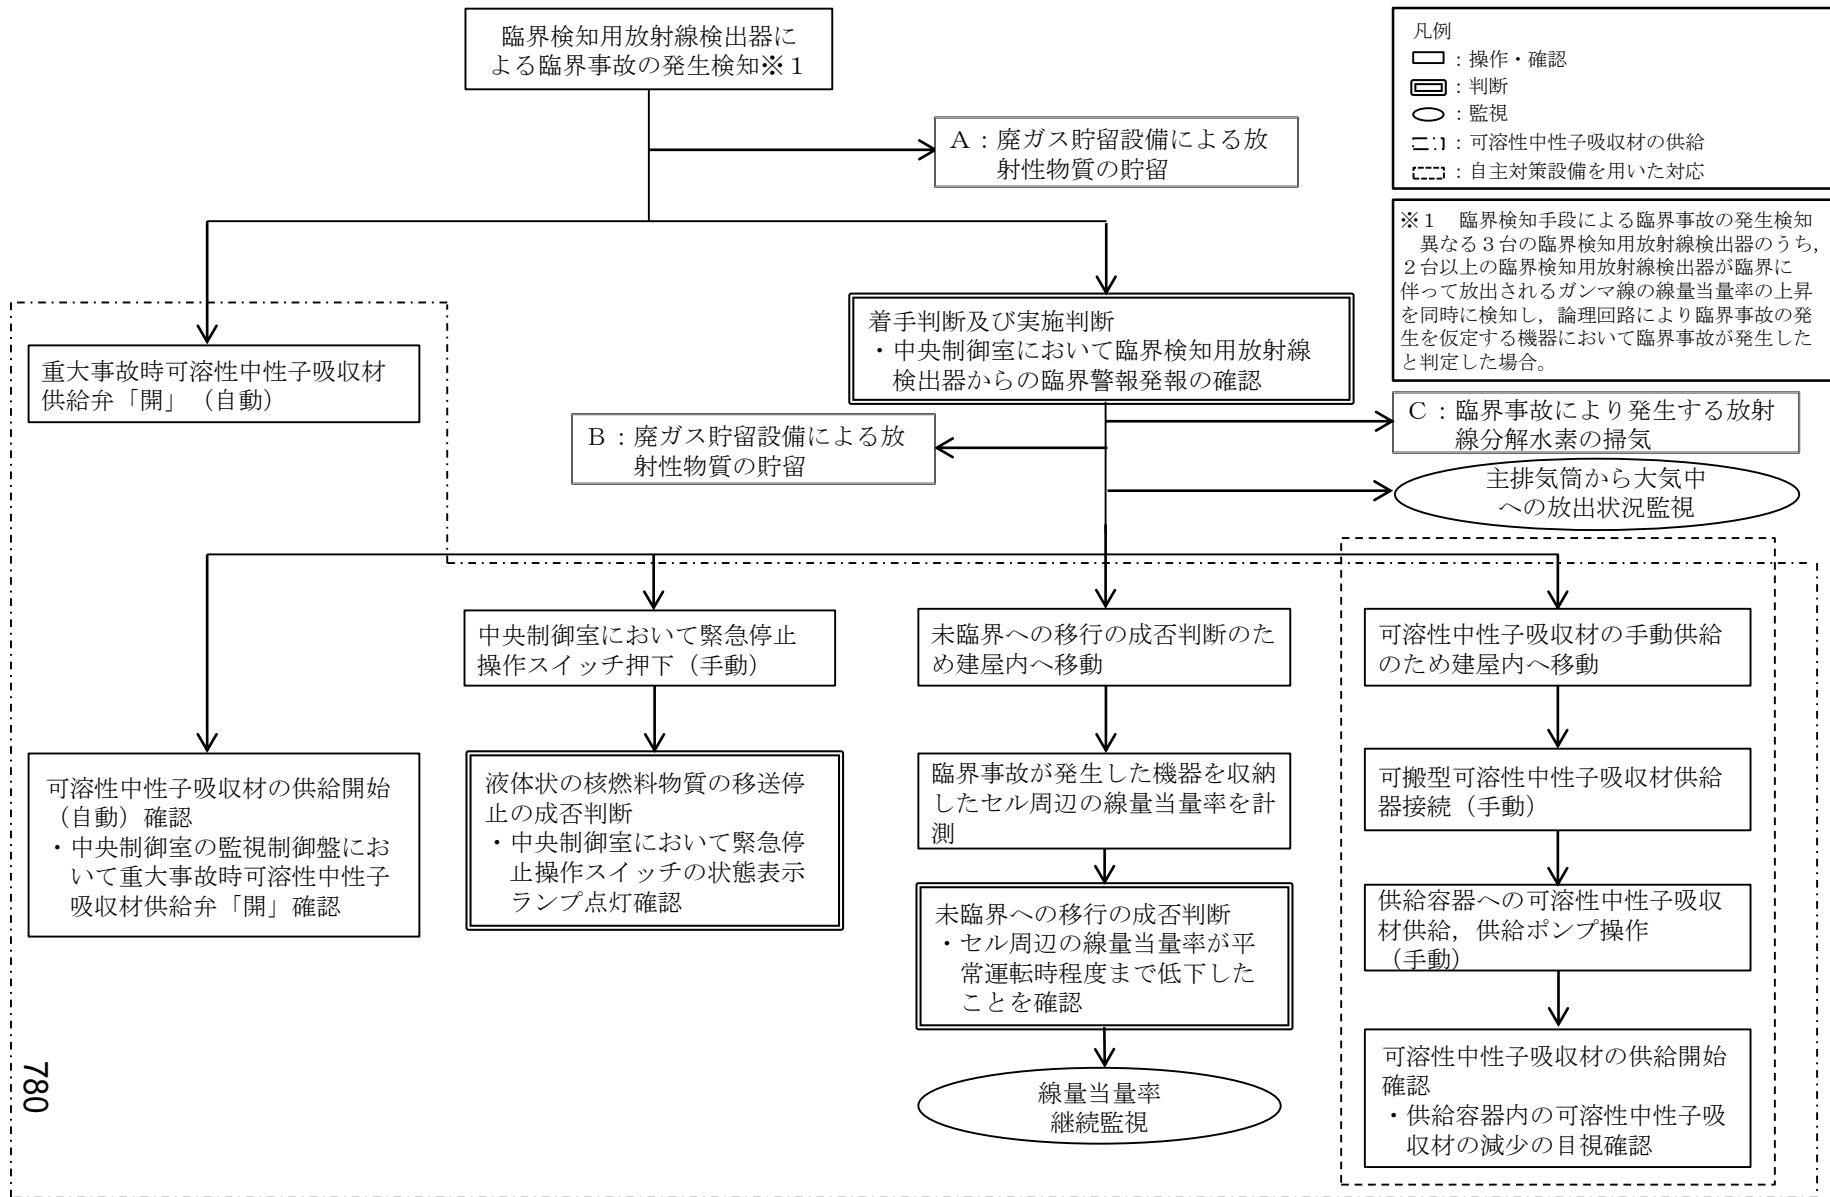 臨界検知用放射線検出器に
よる臨界事故の発生検知※１
凡例
：操作・確認
：判断
：監視
：可溶性中性子吸収材の供給
：自主対策設備を用いた対応
Ａ：廃ガス貯留設備による放
射性物質の貯留
※１　臨界検知手段による臨界事故の発生検知
異なる３台の臨界検知用放射線検出器のうち，
２台以上の臨界検知用放射線検出器が臨界に
伴って放出されるガンマ線の線量当量率の上昇
を同時に検知し，論理回路により臨界事故の発
生を仮定する機器において臨界事故が発生した
と判定した場合。
重大事故時可溶性中性子吸収材
供給弁「開」（自動）
着手判断及び実施判断
・中央制御室において臨界検知用放射線
検出器からの臨界警報発報の確認
Ｂ：廃ガス貯留設備による放
射性物質の貯留
Ｃ：臨界事故により発生する放射
線分解水素の掃気
主排気筒から大気中
への放出状況監視
中央制御室において緊急停止
操作スイッチ押下（手動）
未臨界への移行の成否判断のた
め建屋内へ移動
可溶性中性子吸収材の手動供給
のため建屋内へ移動
可溶性中性子吸収材の供給開始
（自動）確認
・中央制御室の監視制御盤にお
いて重大事故時可溶性中性子
吸収材供給弁「開」確認
液体状の核燃料物質の移送停
止の成否判断
・中央制御室において緊急停
止操作スイッチの状態表示
ランプ点灯確認
臨界事故が発生した機器を収納
したセル周辺の線量当量率を計
測
可搬型可溶性中性子吸収材供給
器接続（手動）
未臨界への移行の成否判断
・セル周辺の線量当量率が平
常運転時程度まで低下した
ことを確認
供給容器への可溶性中性子吸収
材供給，供給ポンプ操作
（手動）
線量当量率
継続監視
可溶性中性子吸収材の供給開始
確認
・供給容器内の可溶性中性子吸
収材の減少の目視確認
780